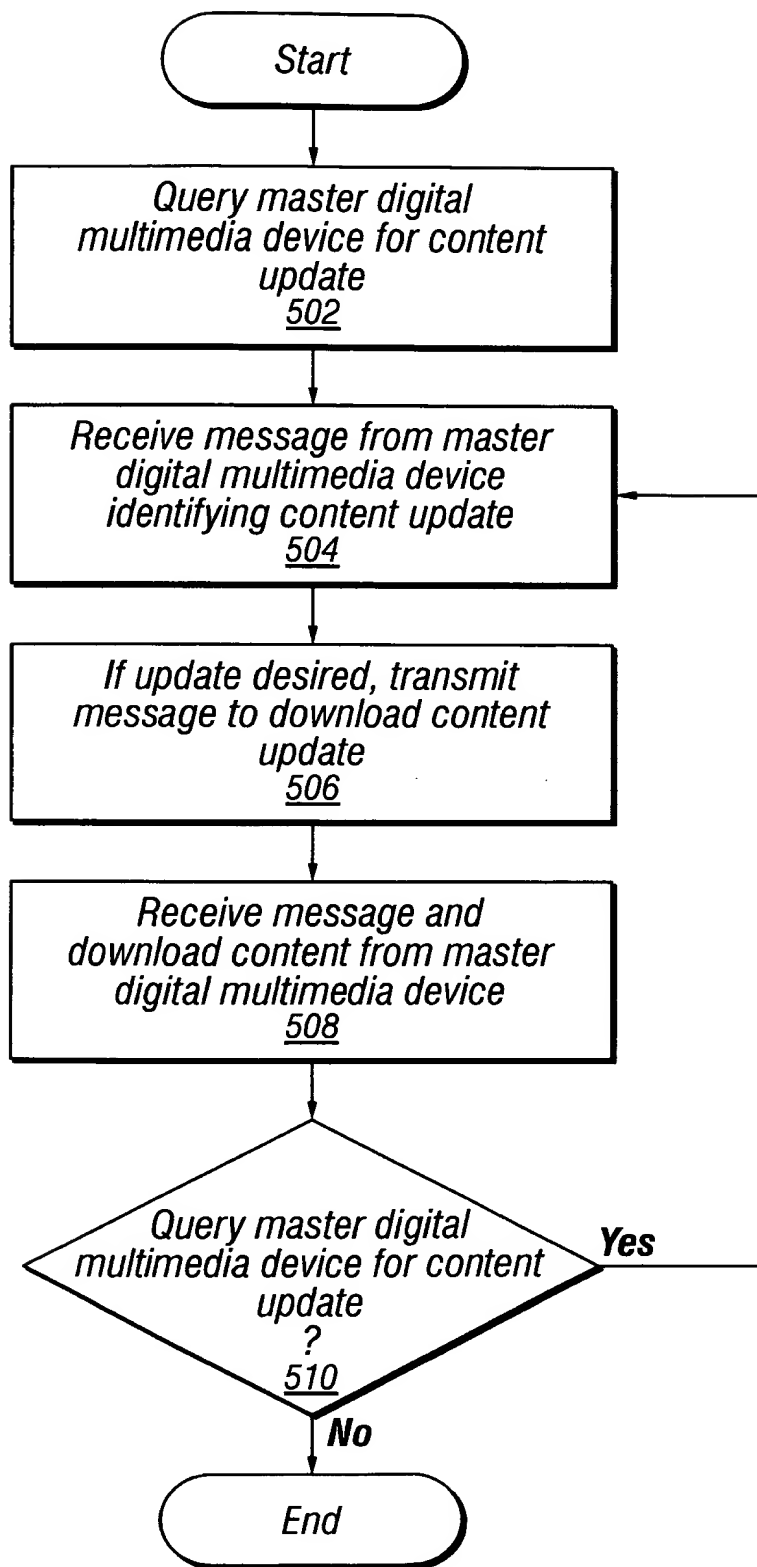 Start
Query master digital
multimedia device for content
update
502
Receive message from master
digital multimedia device
identifying content update
504
If update desired, transmit
message to download content
update
506
Receive message and
download content from master
digital multimedia device
508
Query master digital
multimedia device for content
update
?
510
Yes
No
End